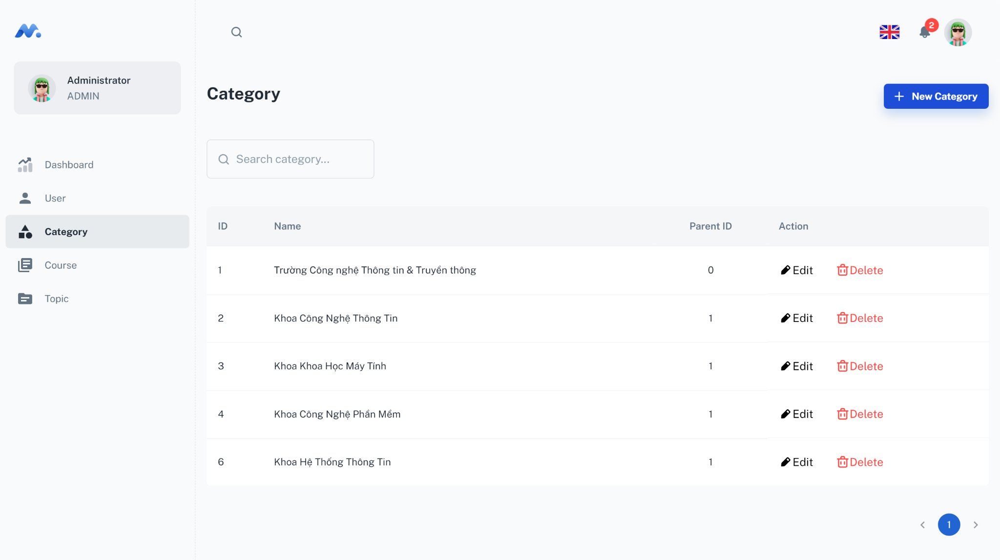 2
Administrator
ADMIN
Category
New Category
Search category...
Dashboard
User
Category
Course
Topic
ID Name Parent ID Action
1 Trường Công nghệ Thông tin & Truyền thông 0 Edit Delete
2 Khoa Công Nghệ Thông Tin 1 Edit Delete
3 Khoa Khoa Học Máy Tính 1 Edit Delete
4 Khoa Công Nghệ Phần Mềm 1 Edit Delete
6 Khoa Hệ Thống Thông Tin 1 Edit Delete
1